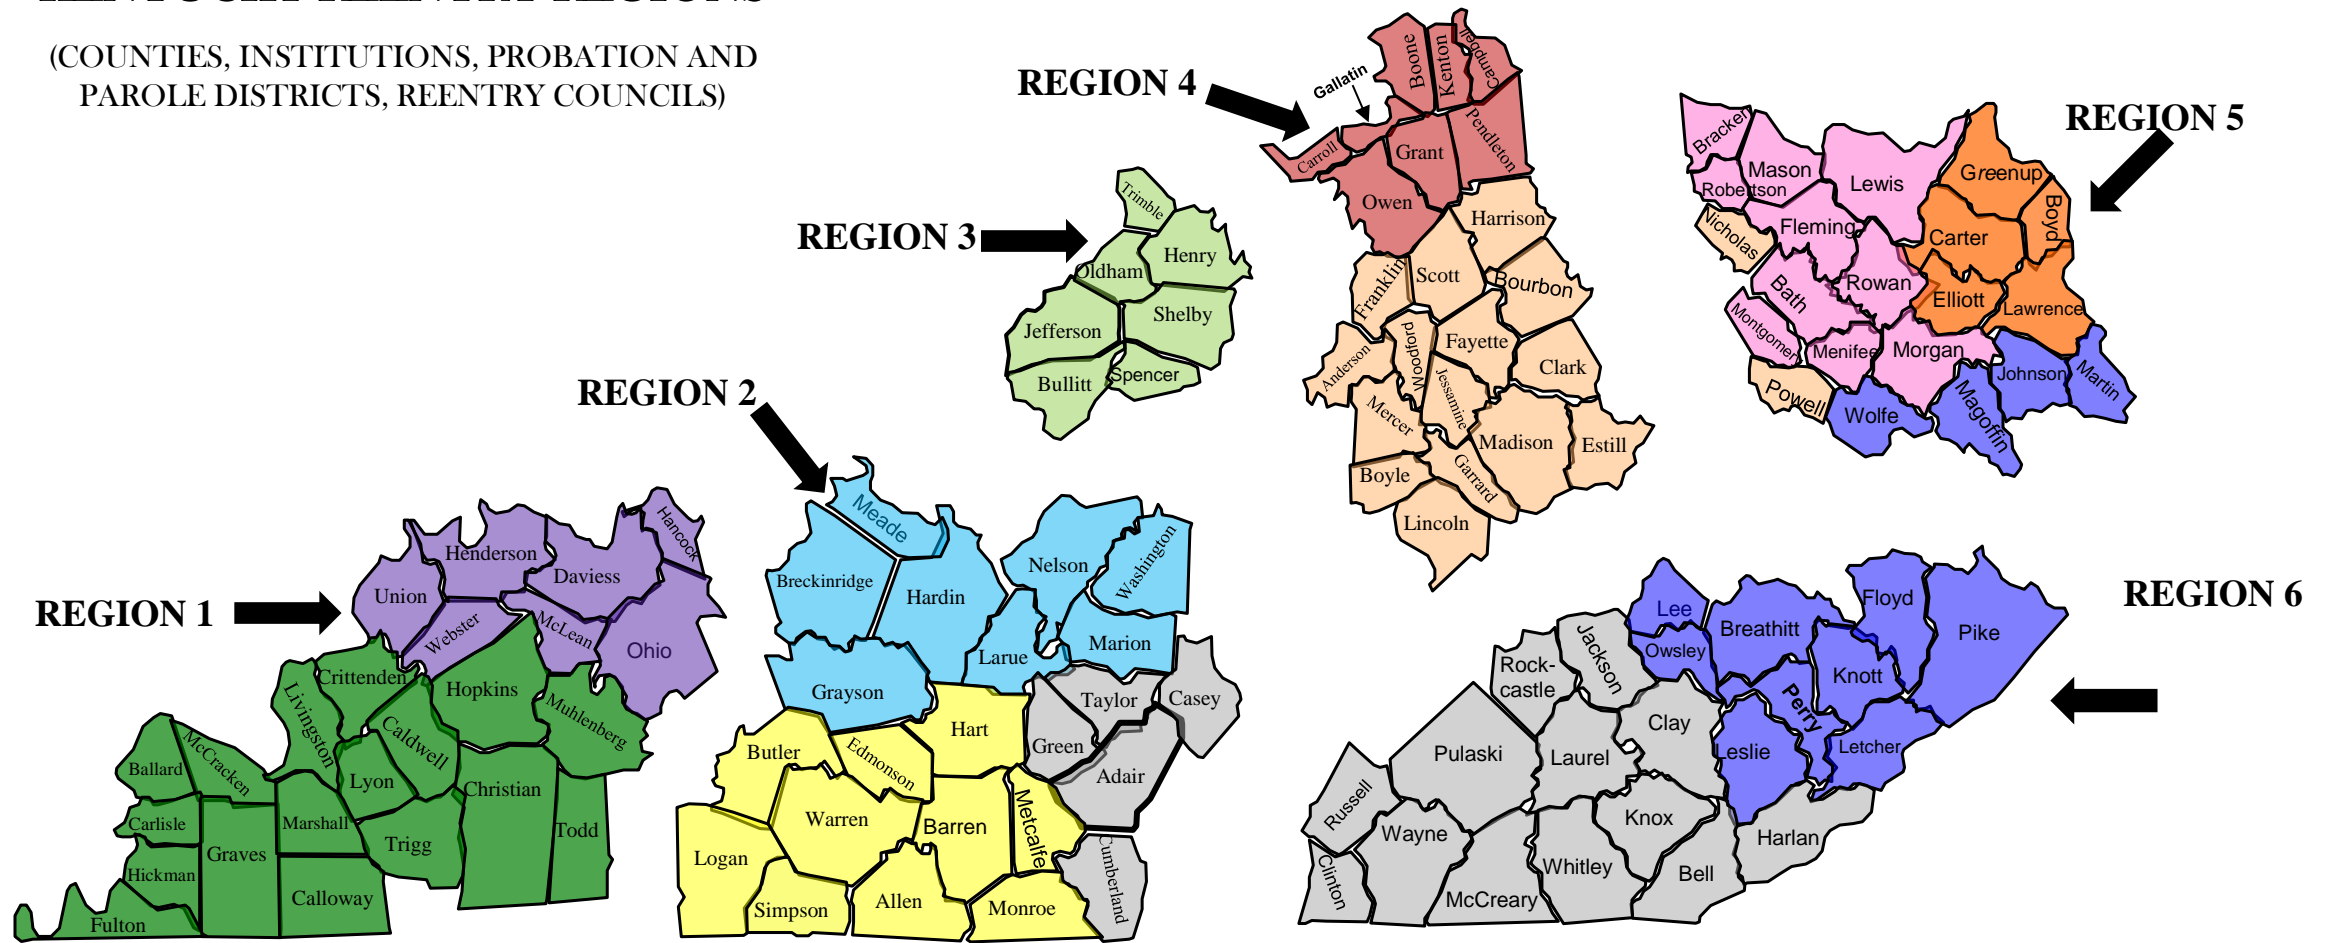 KENTUCKY REENTRY REGIONS
(COUNTIES, INSTITUTIONS, PROBATION AND
PAROLE DISTRICTS, REENTRY COUNCILS)
REGION 4
Gallatin
Boone
Kenton
Campbell
Carroll
Grant
Pendleton
Owen
Harrison
Franklin
Scott
Bourbon
Woodford
Fayette
Anderson
Clark
Jessamine
Mercer
Madison
Estill
Boyle
Garrard
Lincoln
REGION 5
Bracken
Mason
Robertson
Lewis
Greenup
Boyd
Nicholas
Fleming
Carter
Bath
Rowan
Elliott
Lawrence
Montgomery
Menifee
Morgan
Johnson
Martin
Powell
Wolfe
Magoffin
REGION 3
Trimble
Henry
Oldham
Jefferson
Shelby
Bullitt
Spencer
REGION 2
Meade
Breckinridge
Hardin
Nelson
Washington
Larue
Marion
Grayson
Taylor
Casey
Hart
Green
Butler
Edmonson
Adair
Warren
Barren
Metcalfe
Logan
Simpson
Allen
Monroe
Cumberland
REGION 1
Hancock
Henderson
Daviess
Union
Webster
McLean
Ohio
Crittenden
Livingston
Hopkins
Muhlenberg
Caldwell
McCracken
Ballard
Lyon
Christian
Carlisle
Marshall
Trigg
Todd
Graves
Hickman
Calloway
Fulton
REGION 6
Lee
Floyd
Breathitt
Pike
Owsley
Jackson
Rock-
castle
Knott
Perry
Clay
Leslie
Letcher
Pulaski
Laurel
Russell
Wayne
Knox
Harlan
Clinton
Whitley
Bell
McCreary